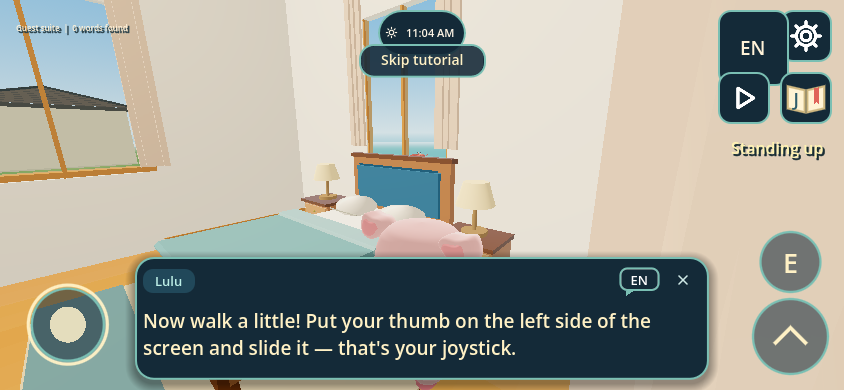 Guest suite | 0 words found
11:04 AM
Skip tutorial
EN
Standing up
E
Lulu
EN
Now walk a little! Put your thumb on the left side of the
screen and slide it — that's your joystick.